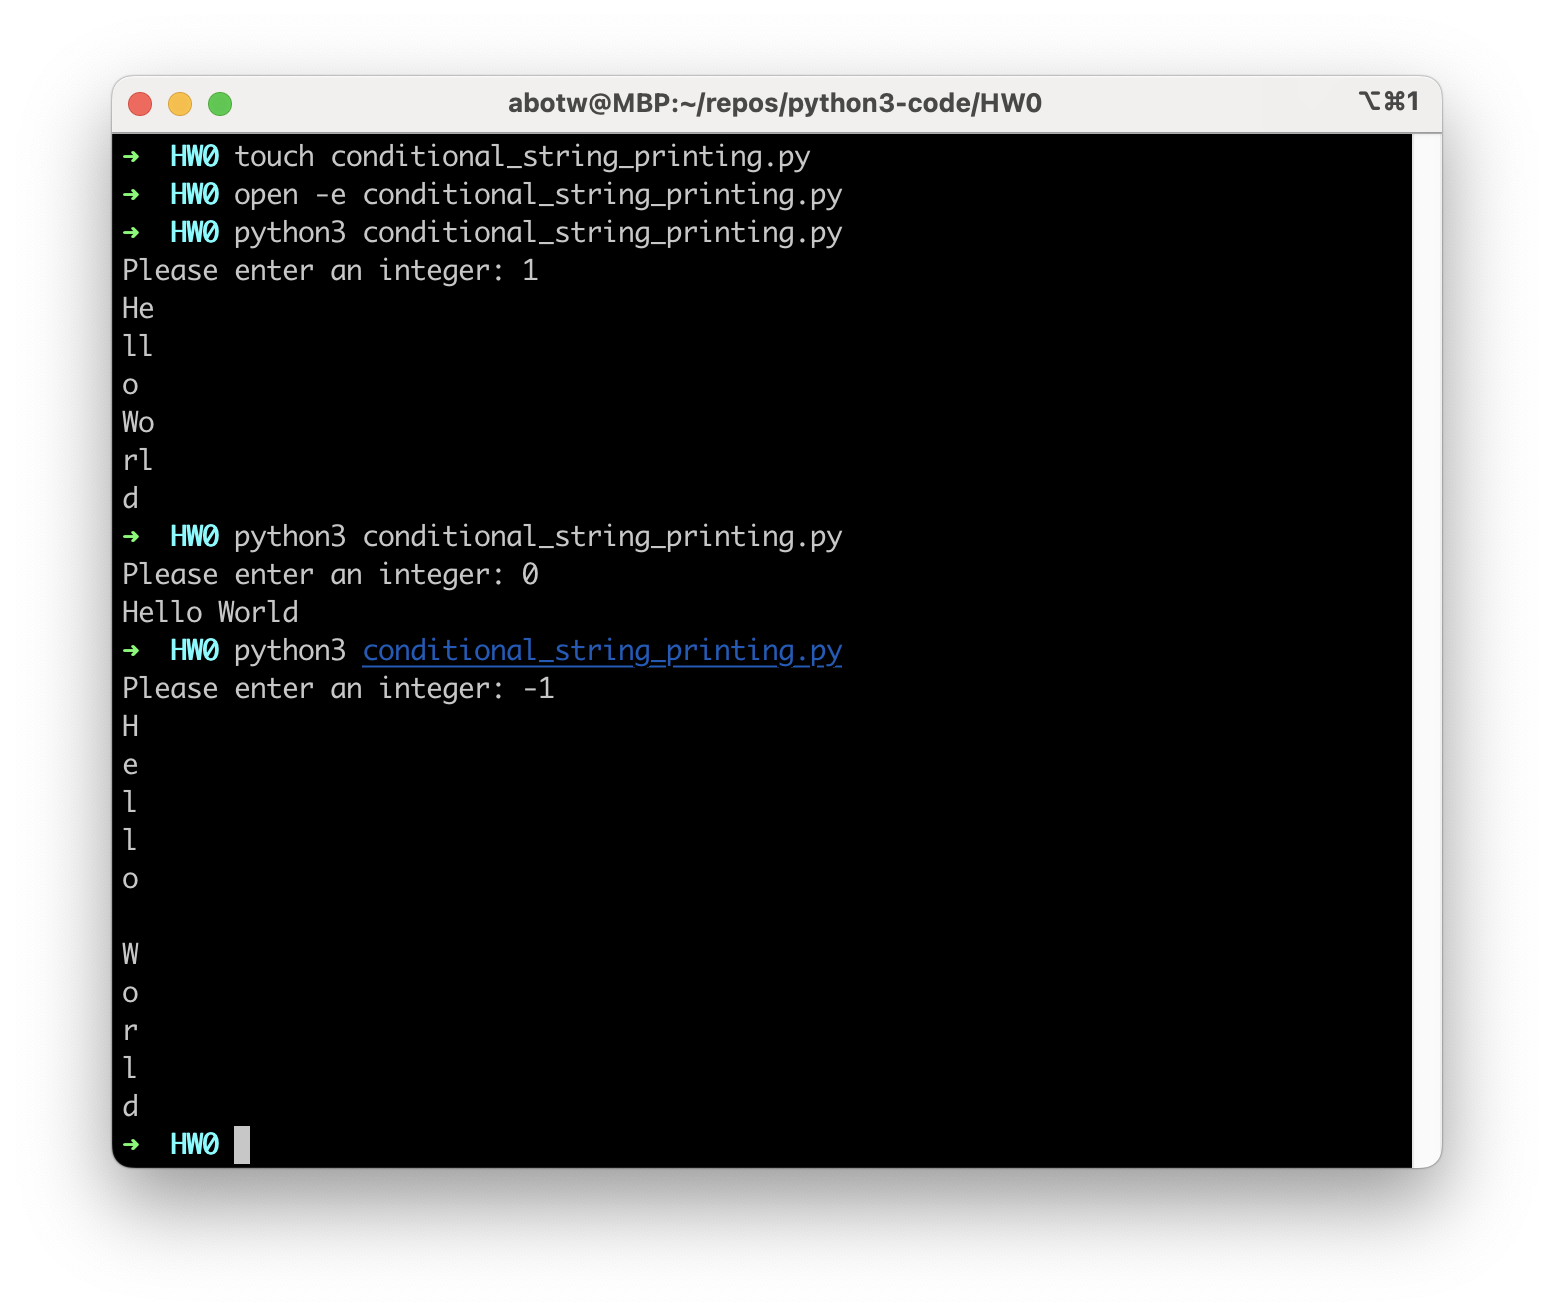 abotw@MBP:~/repos/python3-code/HW0 ⌥⌘1
➜ HW0 touch conditional_string_printing.py
➜ HW0 open -e conditional_string_printing.py
➜ HW0 python3 conditional_string_printing.py
Please enter an integer: 1
He
ll
o
Wo
rl
d
➜ HW0 python3 conditional_string_printing.py
Please enter an integer: 0
Hello World
➜ HW0 python3 conditional_string_printing.py
Please enter an integer: -1
H
e
l
l
o

W
o
r
l
d
➜ HW0